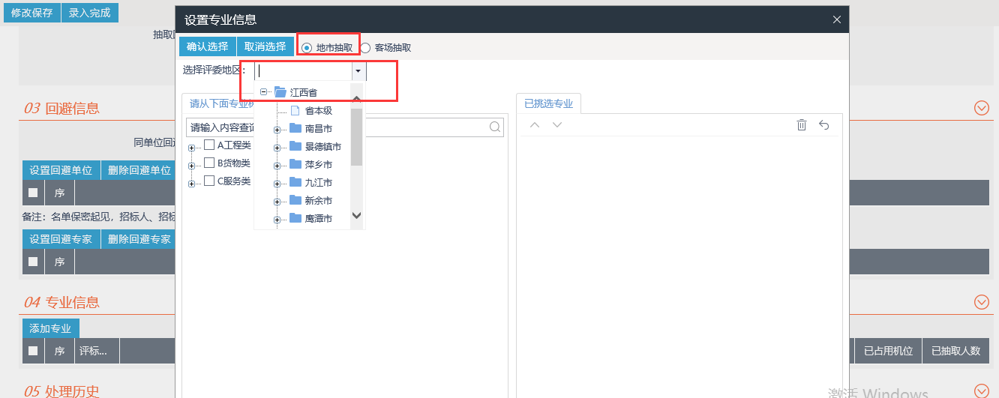 修改保存 录入完成
设置专业信息
抽取
确认选择 取消选择 地市抽取 客场抽取
选择评委地区：
江西省
请从下面专业 已挑选专业
03 回避信息
省本级
请输入内容查询
南昌市
同单位回避
A工程类
景德镇市
B货物类
萍乡市
设置回避单位 删除回避单位
C服务类
九江市
序
新余市
备注：名单保密起见，招标人、招标
鹰潭市
设置回避专家 删除回避专家
序
04 专业信息
添加专业
序 评标... 已占用机位 已抽取人数
05 处理历史
激活 Windows